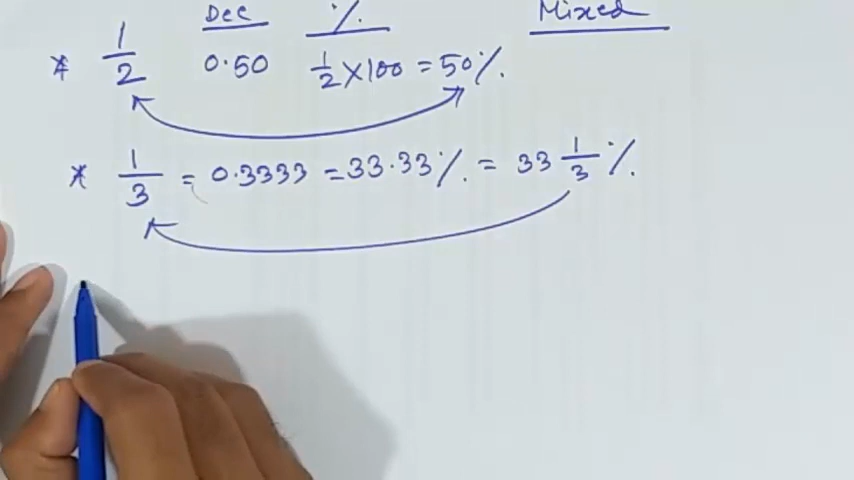 Dec % Mixed
* 1/2 0.50 1/2 × 100 = 50%.
* 1/3 = 0.3333 = 33.33%. = 33 1/3 %.